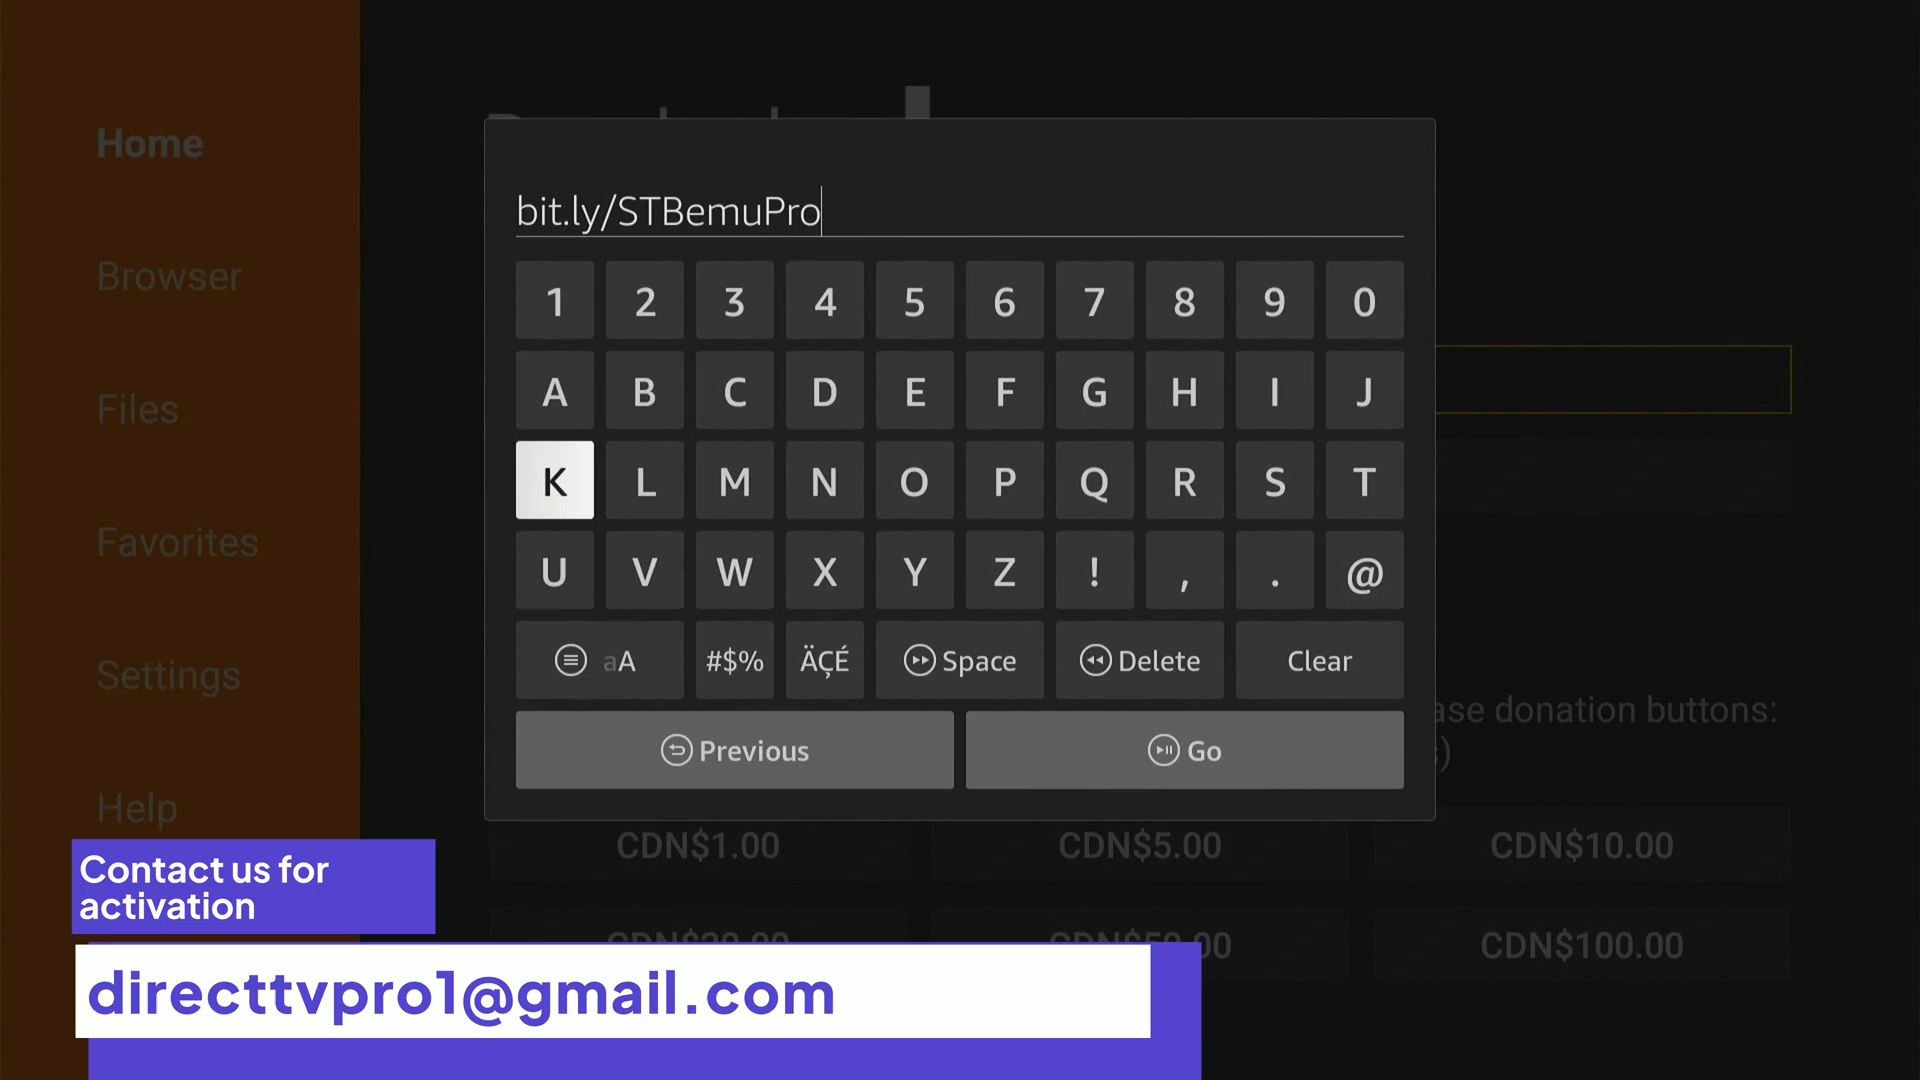 Home
Browser
Files
Favorites
Settings
Help
bit.ly/STBemuPro
1 2 3 4 5 6 7 8 9 0
A B C D E F G H I J
K L M N O P Q R S T
U V W X Y Z ! , . @
aA #$% ÄÇÉ Space Delete Clear
Previous Go
donation buttons:
CDN$1.00 CDN$5.00 CDN$10.00
CDN$100.00
Contact us for
activation
directtvpro1@gmail.com